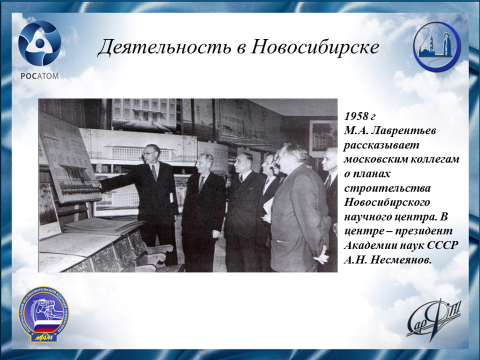 Деятельность в Новосибирске
РОСАТОМ
1958 г
М.А. Лаврентьев
рассказывает
московским коллегам
о планах
строительства
Новосибирского
научного центра. В
центре – президент
Академии наук СССР
А.Н. Несмеянов.